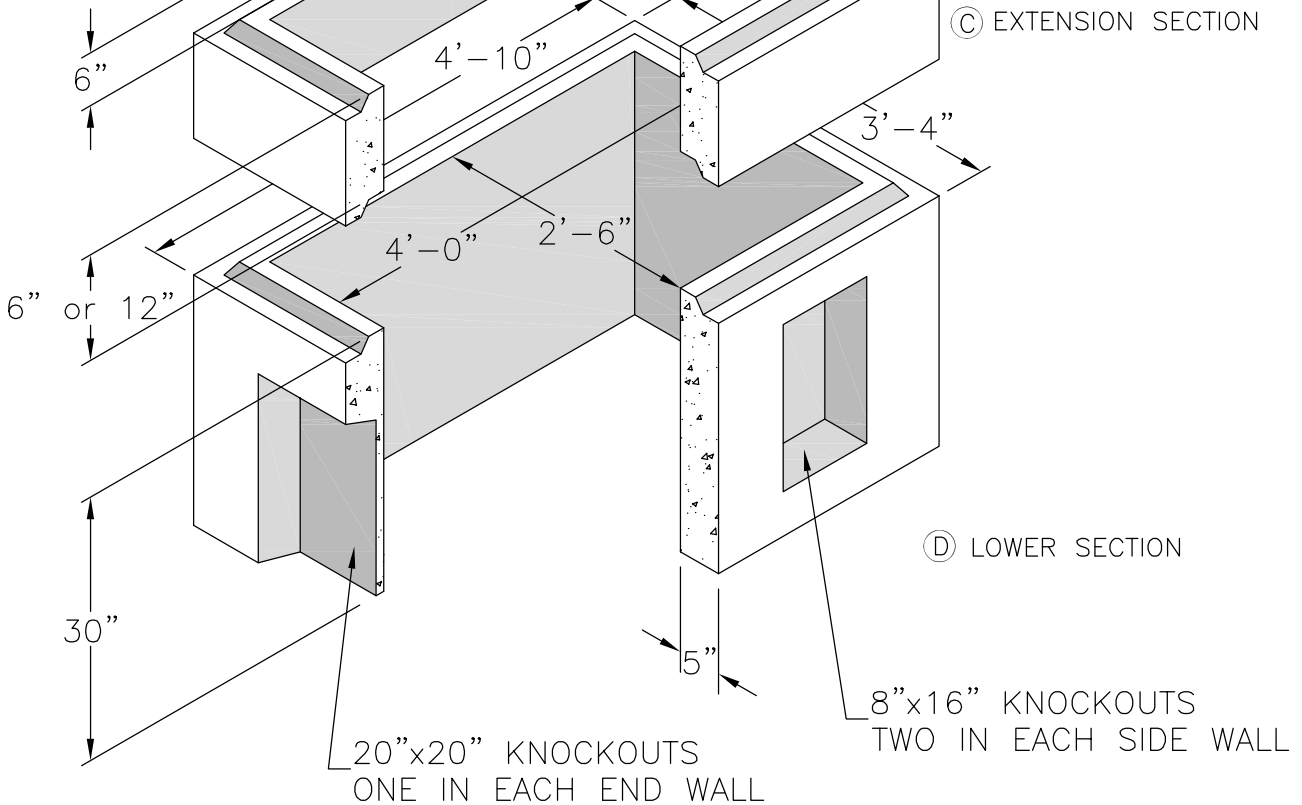 Ⓒ EXTENSION SECTION
6”
4’–10”
3’–4”
4’–0”
2’–6”
6” or 12”
Ⓓ LOWER SECTION
30”
5”
8”x16” KNOCKOUTS
TWO IN EACH SIDE WALL
20”x20” KNOCKOUTS
ONE IN EACH END WALL